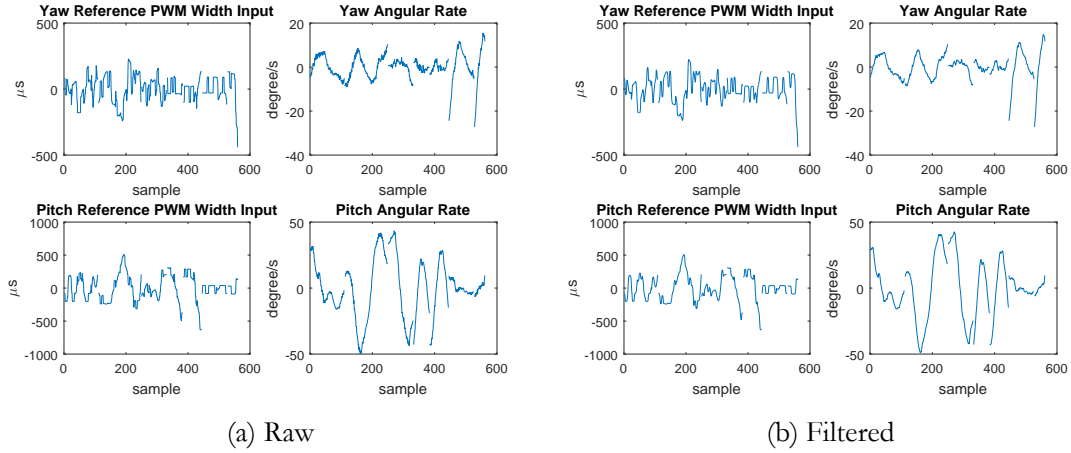 Yaw Reference PWM Width Input
500
0
-500
μs
0 200 400 600
sample
Yaw Angular Rate
20
0
-20
-40
degree/s
0 200 400 600
sample
Pitch Reference PWM Width Input
1000
500
0
-500
-1000
μs
0 200 400 600
sample
Pitch Angular Rate
50
0
-50
degree/s
0 200 400 600
sample
(a) Raw
Yaw Reference PWM Width Input
500
0
-500
μs
0 200 400 600
sample
Yaw Angular Rate
20
0
-20
-40
degree/s
0 200 400 600
sample
Pitch Reference PWM Width Input
1000
500
0
-500
-1000
μs
0 200 400 600
sample
Pitch Angular Rate
50
0
-50
degree/s
0 200 400 600
sample
(b) Filtered